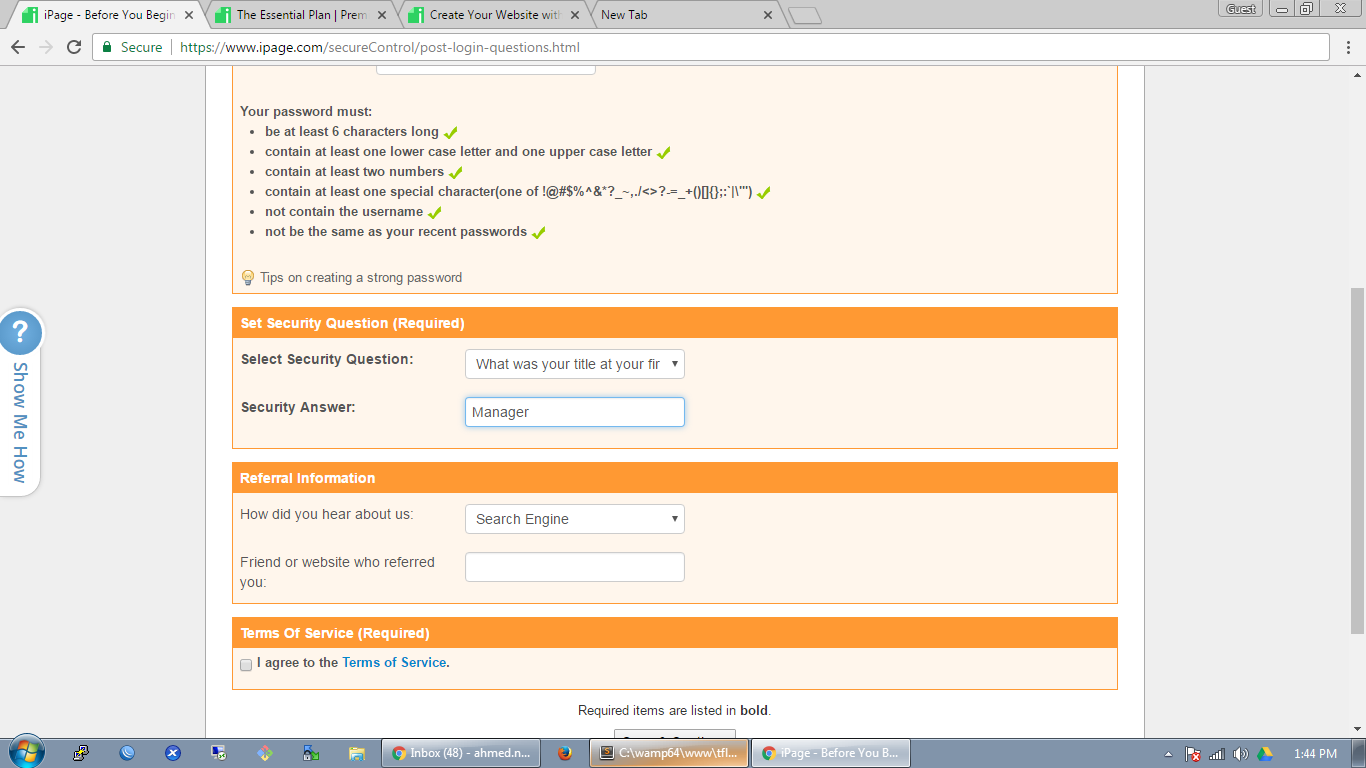 iPage - Before You Begin
The Essential Plan | Prem
Create Your Website with
New Tab
Guest
Secure
https://www.ipage.com/secureControl/post-login-questions.html
Your password must:
be at least 6 characters long
contain at least one lower case letter and one upper case letter
contain at least two numbers
contain at least one special character(one of !@#$%^&*?_~,./<>?-=_+()[]{};:`|\'")
not contain the username
not be the same as your recent passwords
Tips on creating a strong password
Set Security Question (Required)
Select Security Question:
What was your title at your fir
Security Answer:
Manager
? Show Me How
Referral Information
How did you hear about us:
Search Engine
Friend or website who referred
you:
Terms Of Service (Required)
I agree to the Terms of Service.
Required items are listed in bold.
Inbox (48) - ahmed.n...
C:\wamp64\www\tfl...
iPage - Before You B...
1:44 PM